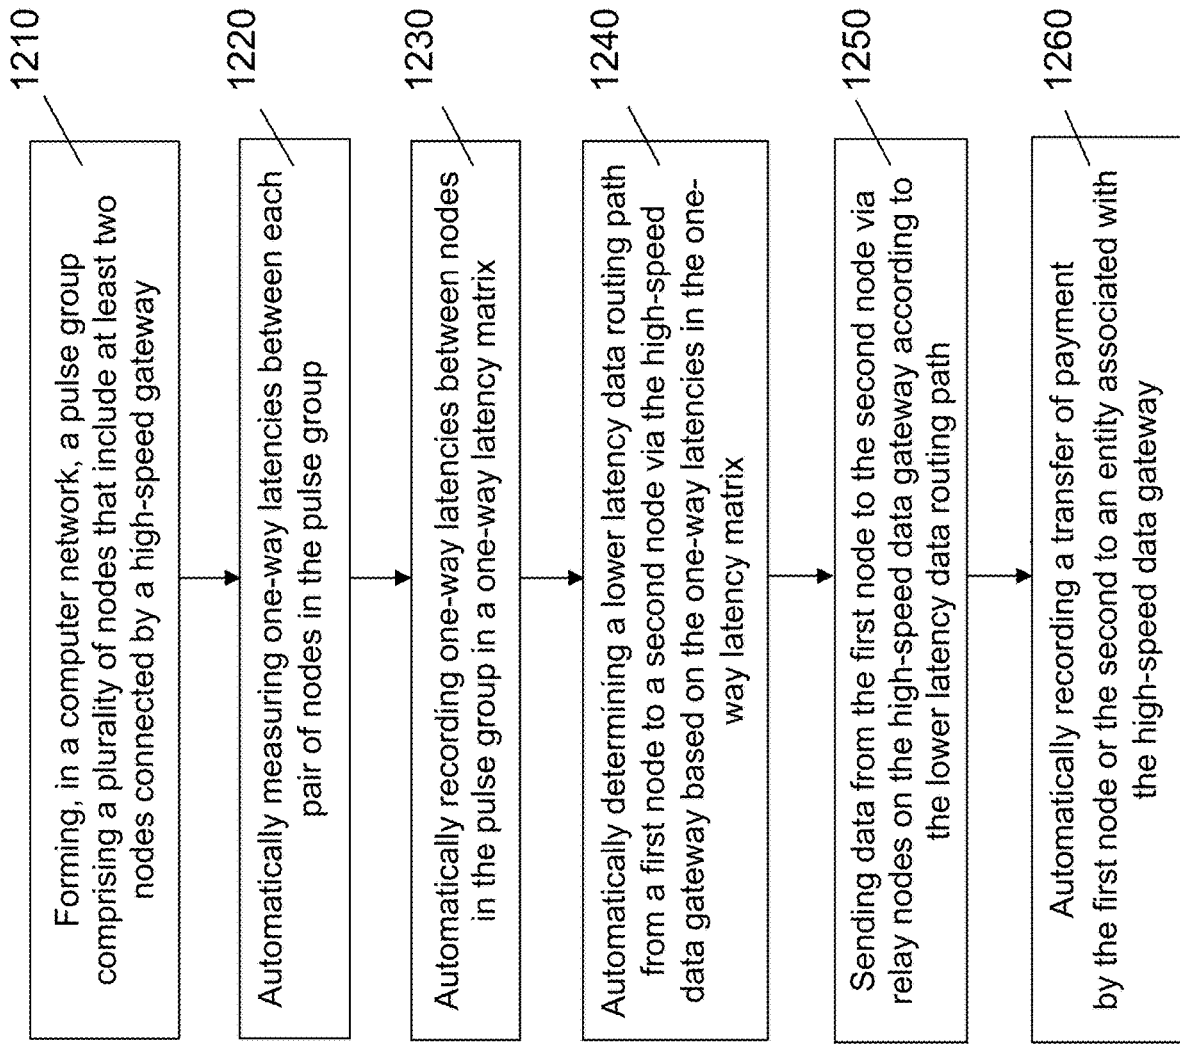 1210
Forming, in a computer network, a pulse group
comprising a plurality of nodes that include at least two
nodes connected by a high-speed gateway
1220
Automatically measuring one-way latencies between each
pair of nodes in the pulse group
1230
Automatically recording one-way latencies between nodes
in the pulse group in a one-way latency matrix
1240
Automatically determining a lower latency data routing path
from a first node to a second node via the high-speed
data gateway based on the one-way latencies in the one-
way latency matrix
1250
Sending data from the first node to the second node via
relay nodes on the high-speed data gateway according to
the lower latency data routing path
1260
Automatically recording a transfer of payment
by the first node or the second to an entity associated with
the high-speed data gateway